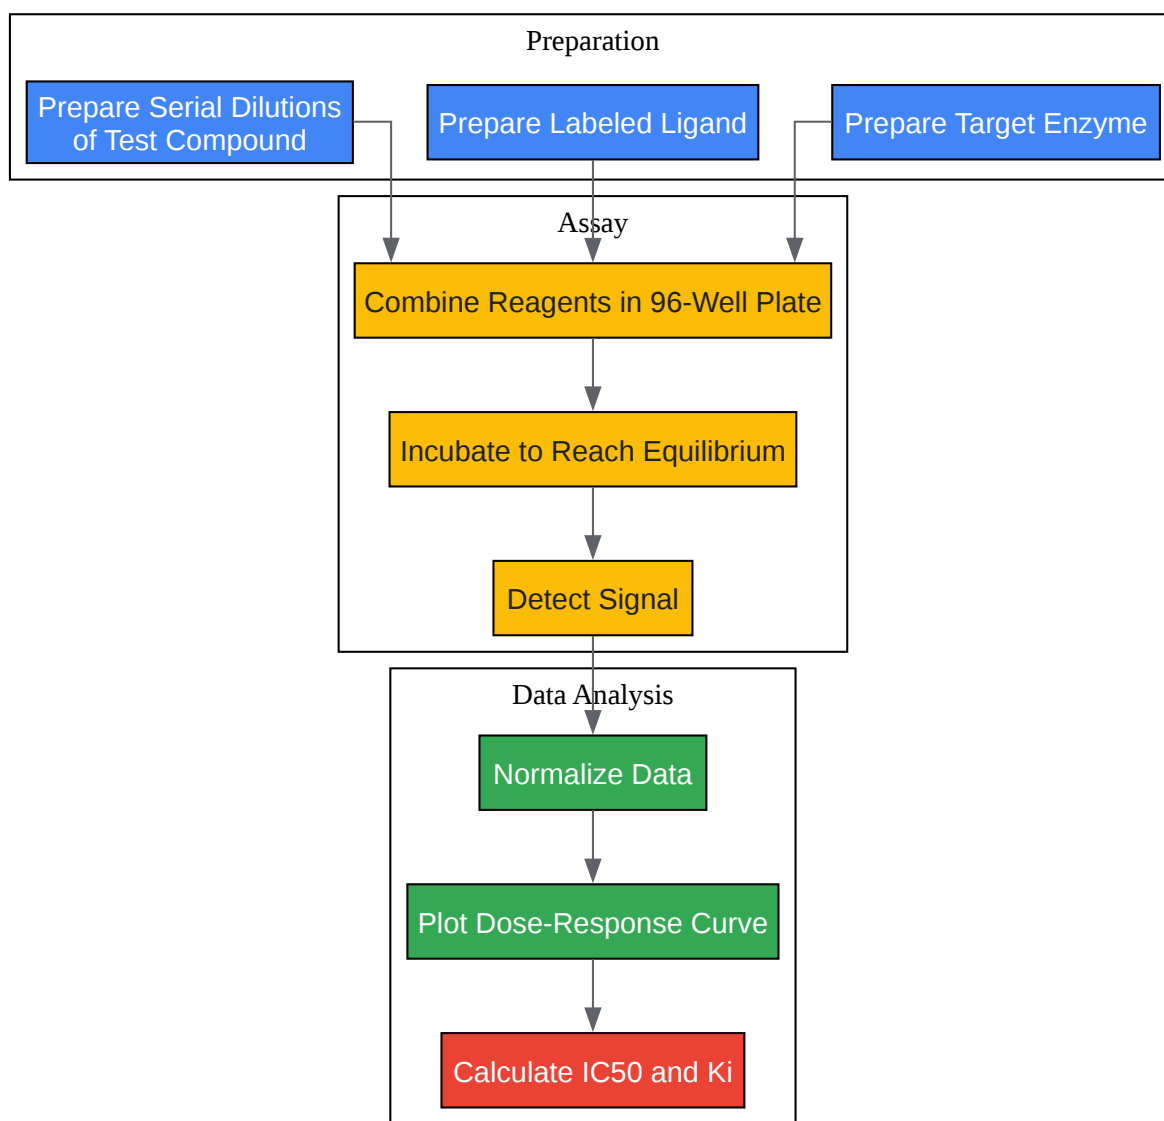 Preparation
Prepare Serial Dilutions
of Test Compound
Prepare Labeled Ligand
Prepare Target Enzyme
Assay
Combine Reagents in 96-Well Plate
Incubate to Reach Equilibrium
Detect Signal
Data Analysis
Normalize Data
Plot Dose-Response Curve
Calculate IC50 and Ki